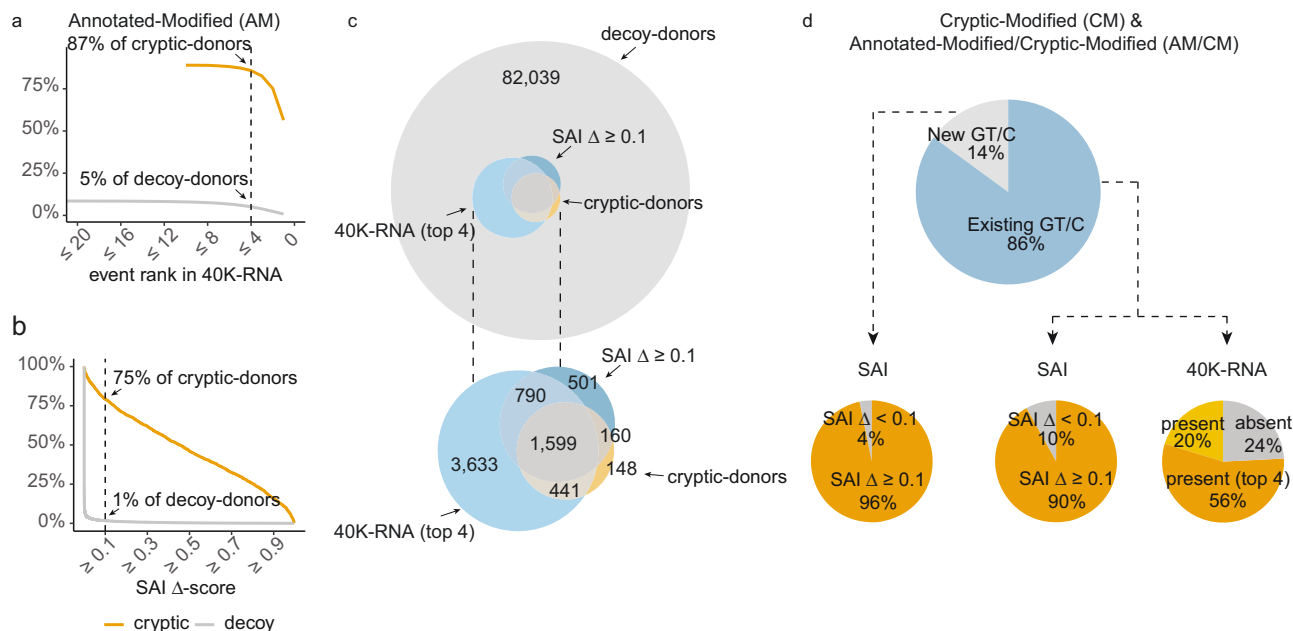 a
Annotated-Modified (AM)
87% of cryptic-donors
75%
50%
25%
0%
5% of decoy-donors
≤ 20
≤ 16
≤ 12
≤ 8
≤ 4
0
event rank in 40K-RNA
b
100%
75%
50%
25%
0%
75% of cryptic-donors
1% of decoy-donors
≥ 0.1
≥ 0.3
≥ 0.5
≥ 0.7
≥ 0.9
SAI Δ-score
cryptic
decoy
c
decoy-donors
82,039
SAI Δ ≥ 0.1
cryptic-donors
40K-RNA (top 4)
SAI Δ ≥ 0.1
501
790
1,599
160
148
3,633
441
cryptic-donors
40K-RNA (top 4)
d
Cryptic-Modified (CM) &
Annotated-Modified/Cryptic-Modified (AM/CM)
New GT/C
14%
Existing GT/C
86%
SAI
SAI Δ < 0.1
4%
SAI Δ ≥ 0.1
96%
SAI
SAI Δ < 0.1
10%
SAI Δ ≥ 0.1
90%
40K-RNA
present
20%
absent
24%
present (top 4)
56%